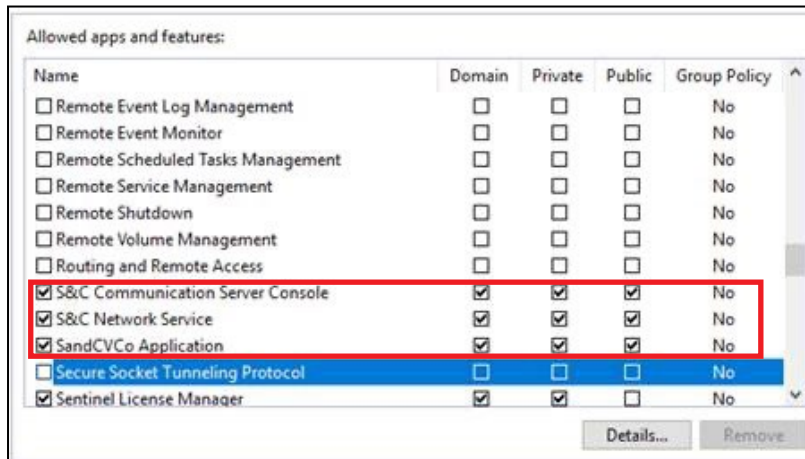 Allowed apps and features:
Name Domain Private Public Group Policy
Remote Event Log Management No
Remote Event Monitor No
Remote Scheduled Tasks Management No
Remote Service Management No
Remote Shutdown No
Remote Volume Management No
Routing and Remote Access No
S&C Communication Server Console No
S&C Network Service No
SandCVCo Application No
Secure Socket Tunneling Protocol No
Sentinel License Manager No
Details... Remove